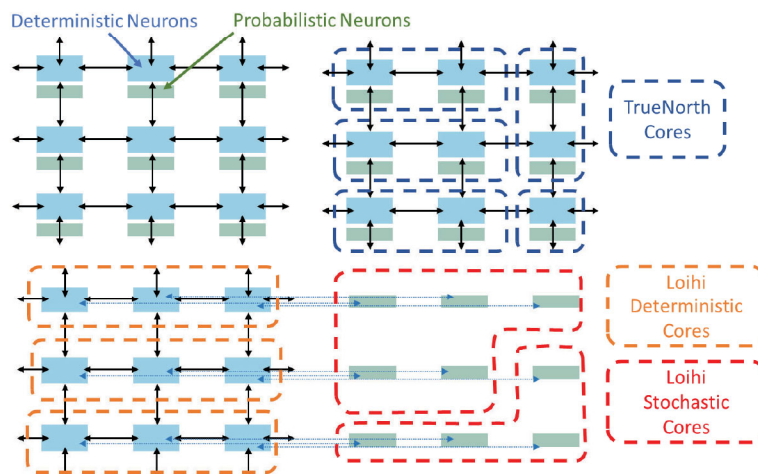 Deterministic Neurons
Probabilistic Neurons
TrueNorth
Cores
Loihi
Deterministic
Cores
Loihi
Stochastic
Cores